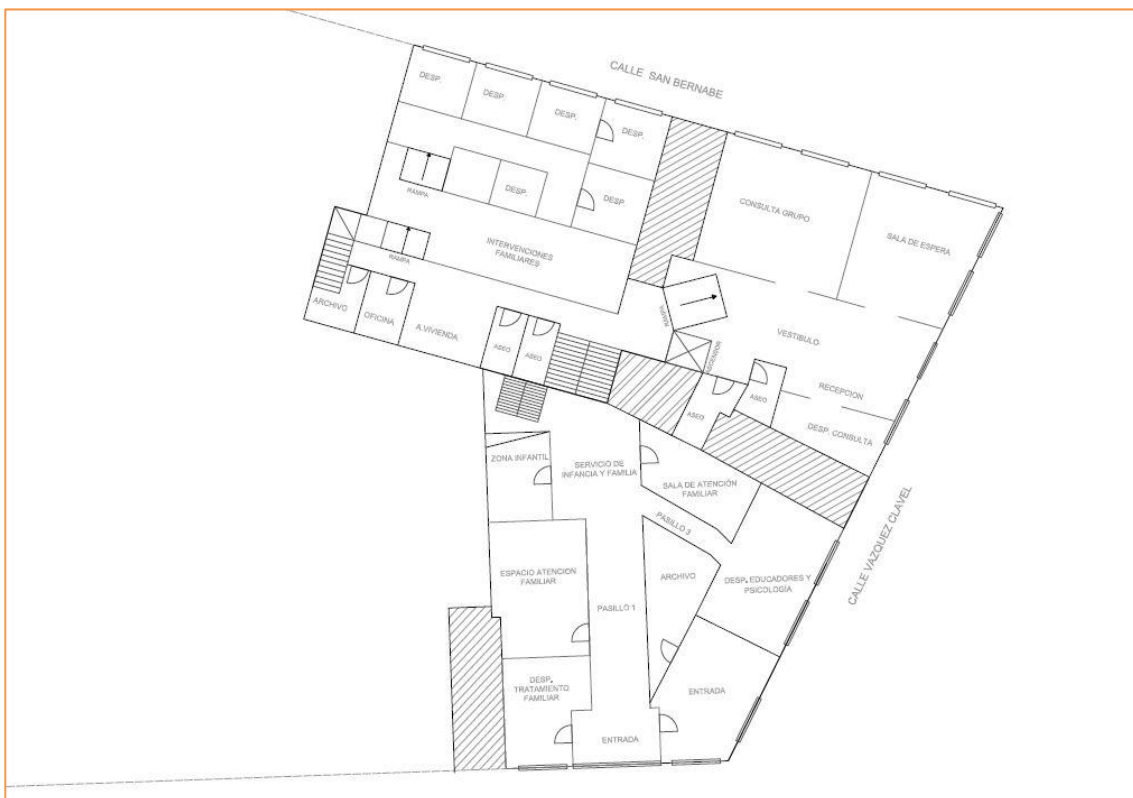 CALLE SAN BERNABE
DESP.
DESP.
DESP.
DESP.
DESP.
DESP.
RAMPA
CONSULTA GRUPO
SALA DE ESPERA
INTERVENCIONES
FAMILIARES
RAMPA
ARCHIVO
OFICINA
A.VIVIENDA
ASEO
ASEO
RAMPA
ASCENSOR
VESTIBULO
RECEPCION
ASEO
ASEO
DESP. CONSULTA
ZONA INFANTIL
SERVICIO DE
INFANCIA Y FAMILIA
SALA DE ATENCIÓN
FAMILIAR
PASILLO 3
CALLE VAZQUEZ CLAVEL
ESPACIO ATENCION
FAMILIAR
ARCHIVO
DESP. EDUCADORES Y
PSICOLOGÍA
PASILLO 1
DESP.
TRATAMIENTO
FAMILIAR
ENTRADA
ENTRADA